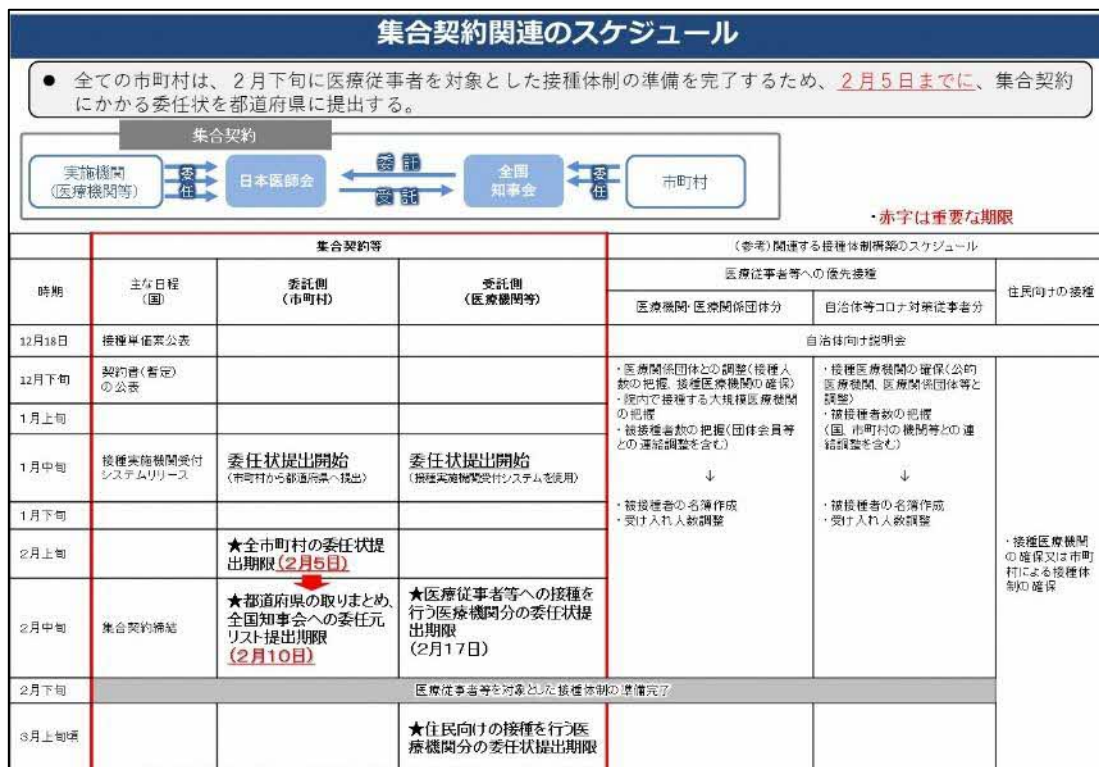 集合契約関連のスケジュール
● 全ての市町村は、2月下旬に医療従事者を対象とした接種体制の準備を完了するため、2月5日までに、集合契約
にかかる委任状を都道府県に提出する。
集合契約
実施機関
(医療機関等)
委任
日本医師会
委託
受託
全国
知事会
委任
市町村
・赤字は重要な期限
時期
集合契約等
(参考)関連する接種体制構築のスケジュール
主な日程
(国)
委託側
(市町村)
受託側
(医療機関等)
医療従事者等への優先接種
住民向けの接種
医療機関・医療関係団体分
自治体等コロナ対策従事者分
12月18日
接種単価案公表
自治体向け説明会
12月下旬
契約書(暫定)
の公表
・医療関係団体との調整(接種人
数の把握、接種医療機関の確保)
・院内で接種する大規模医療機関
の把握
・被接種者数の把握(団体会員等
との連絡調整を含む)
↓
・被接種者の名簿作成
・受け入れ人数調整
・接種医療機関の確保(公的
医療機関、医療関係団体等と
調整)
・被接種者数の把握
(国、市町村の機関等との連
絡調整を含む)
↓
・被接種者の名簿作成
・受け入れ人数調整
・接種医療機関
の確保又は市町
村による接種体
制の確保
1月上旬
1月中旬
接種実施機関受付
システムリリース
委任状提出開始
(市町村から都道府県へ提出)
委任状提出開始
(接種実施機関受付システムを使用)
1月下旬
2月上旬
★全市町村の委任状提
出期限(2月5日)
2月中旬
集合契約締結
★都道府県の取りまとめ、
全国知事会への委任元
リスト提出期限
(2月10日)
★医療従事者等への接種を
行う医療機関分の委任状提
出期限
(2月17日)
2月下旬
医療従事者等を対象とした接種体制の準備完了
3月上旬頃
★住民向けの接種を行う医
療機関分の委任状提出期限